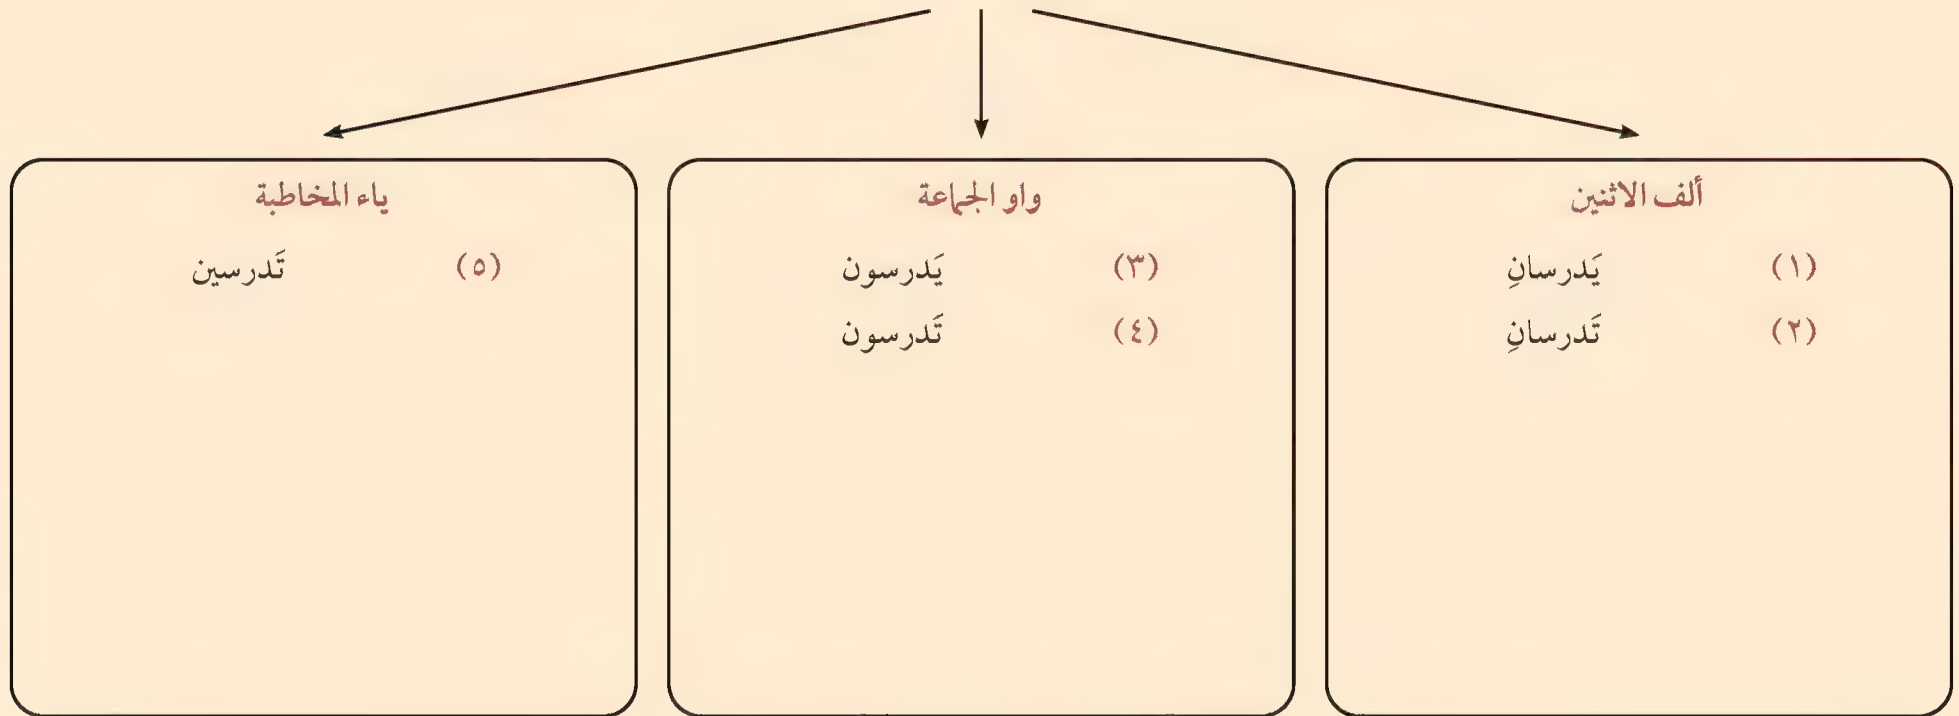 ألف الاثنين
(١) يَدرسانِ
(٢) تَدرسانِ
واو الجماعة
(٣) يَدرسون
(٤) تَدرسون
ياء المخاطبة
(٥) تَدرسين